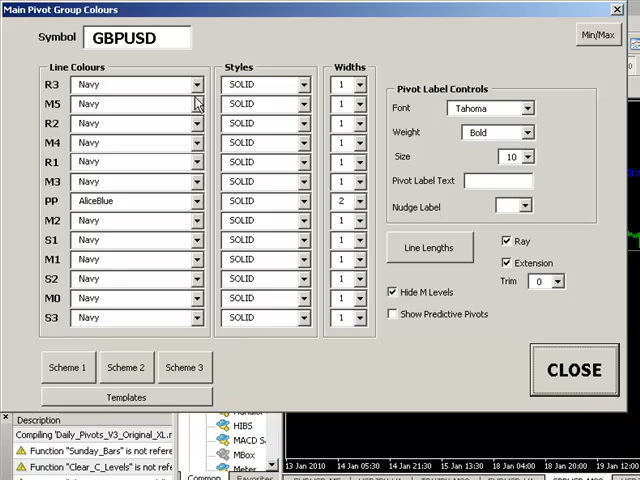 Main Pivot Group Colours
Symbol GBPUSD
Min/Max
Line Colours Styles Widths
R3 Navy SOLID 1
M5 Navy SOLID 1
R2 Navy SOLID 1
M4 Navy SOLID 1
R1 Navy SOLID 1
M3 Navy SOLID 1
PP AliceBlue SOLID 2
M2 Navy SOLID 1
S1 Navy SOLID 1
M1 Navy SOLID 1
S2 Navy SOLID 1
M0 Navy SOLID 1
S3 Navy SOLID 1
Pivot Label Controls
Font Tahoma
Weight Bold
Size 10
Pivot Label Text
Nudge Label
Line Lengths
Ray
Extension
Trim 0
Hide M Levels
Show Predictive Pivots
Scheme 1 Scheme 2 Scheme 3
Templates
CLOSE
Description
Compiling 'Daily_Pivots_V3_Original_XL.
Function "Sunday_Bars" is not refere
Function "Clear_C_Levels" is not refe
HIBS
MACD
MBox
Meter
Common Favorites
13 Jan 2010 14 Jan 05:30 14 Jan 21:30 15 Jan 13:30 18 Jan 04:00 18 Jan 20:00 19 Jan 12:00